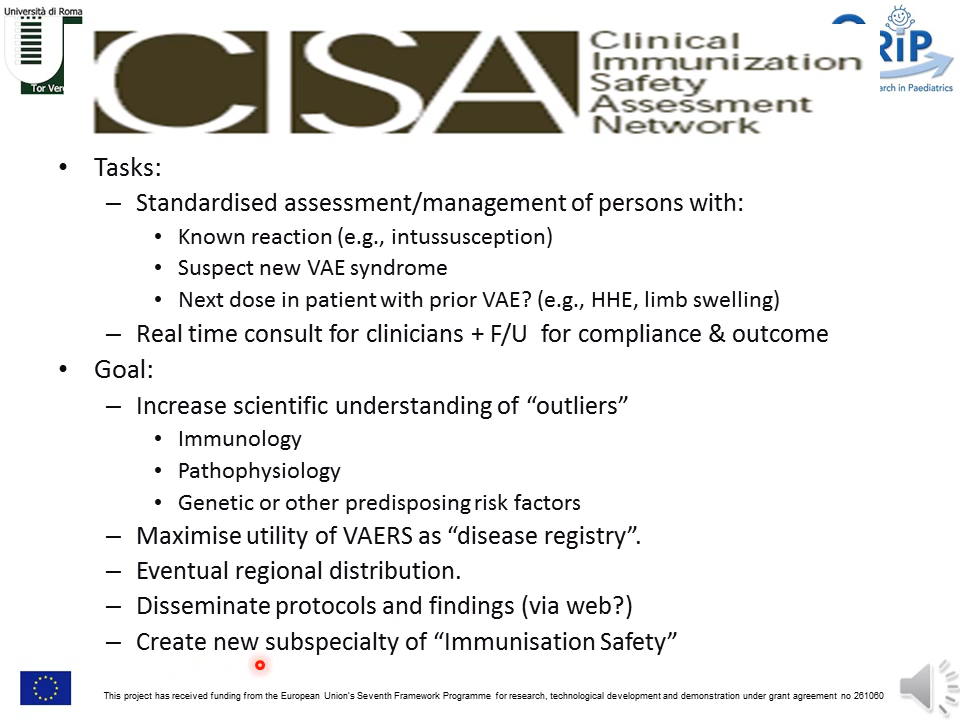 Università di Roma
Tor Ver
CISA
Clinical
Immunization
Safety
Assessment
Network
RiP
arch in Paediatrics
• Tasks:
– Standardised assessment/management of persons with:
• Known reaction (e.g., intussusception)
• Suspect new VAE syndrome
• Next dose in patient with prior VAE? (e.g., HHE, limb swelling)
– Real time consult for clinicians + F/U for compliance & outcome
• Goal:
– Increase scientific understanding of “outliers”
• Immunology
• Pathophysiology
• Genetic or other predisposing risk factors
– Maximise utility of VAERS as “disease registry”.
– Eventual regional distribution.
– Disseminate protocols and findings (via web?)
– Create new subspecialty of “Immunisation Safety”
This project has received funding from the European Union's Seventh Framework Programme for research, technological development and demonstration under grant agreement no 261060